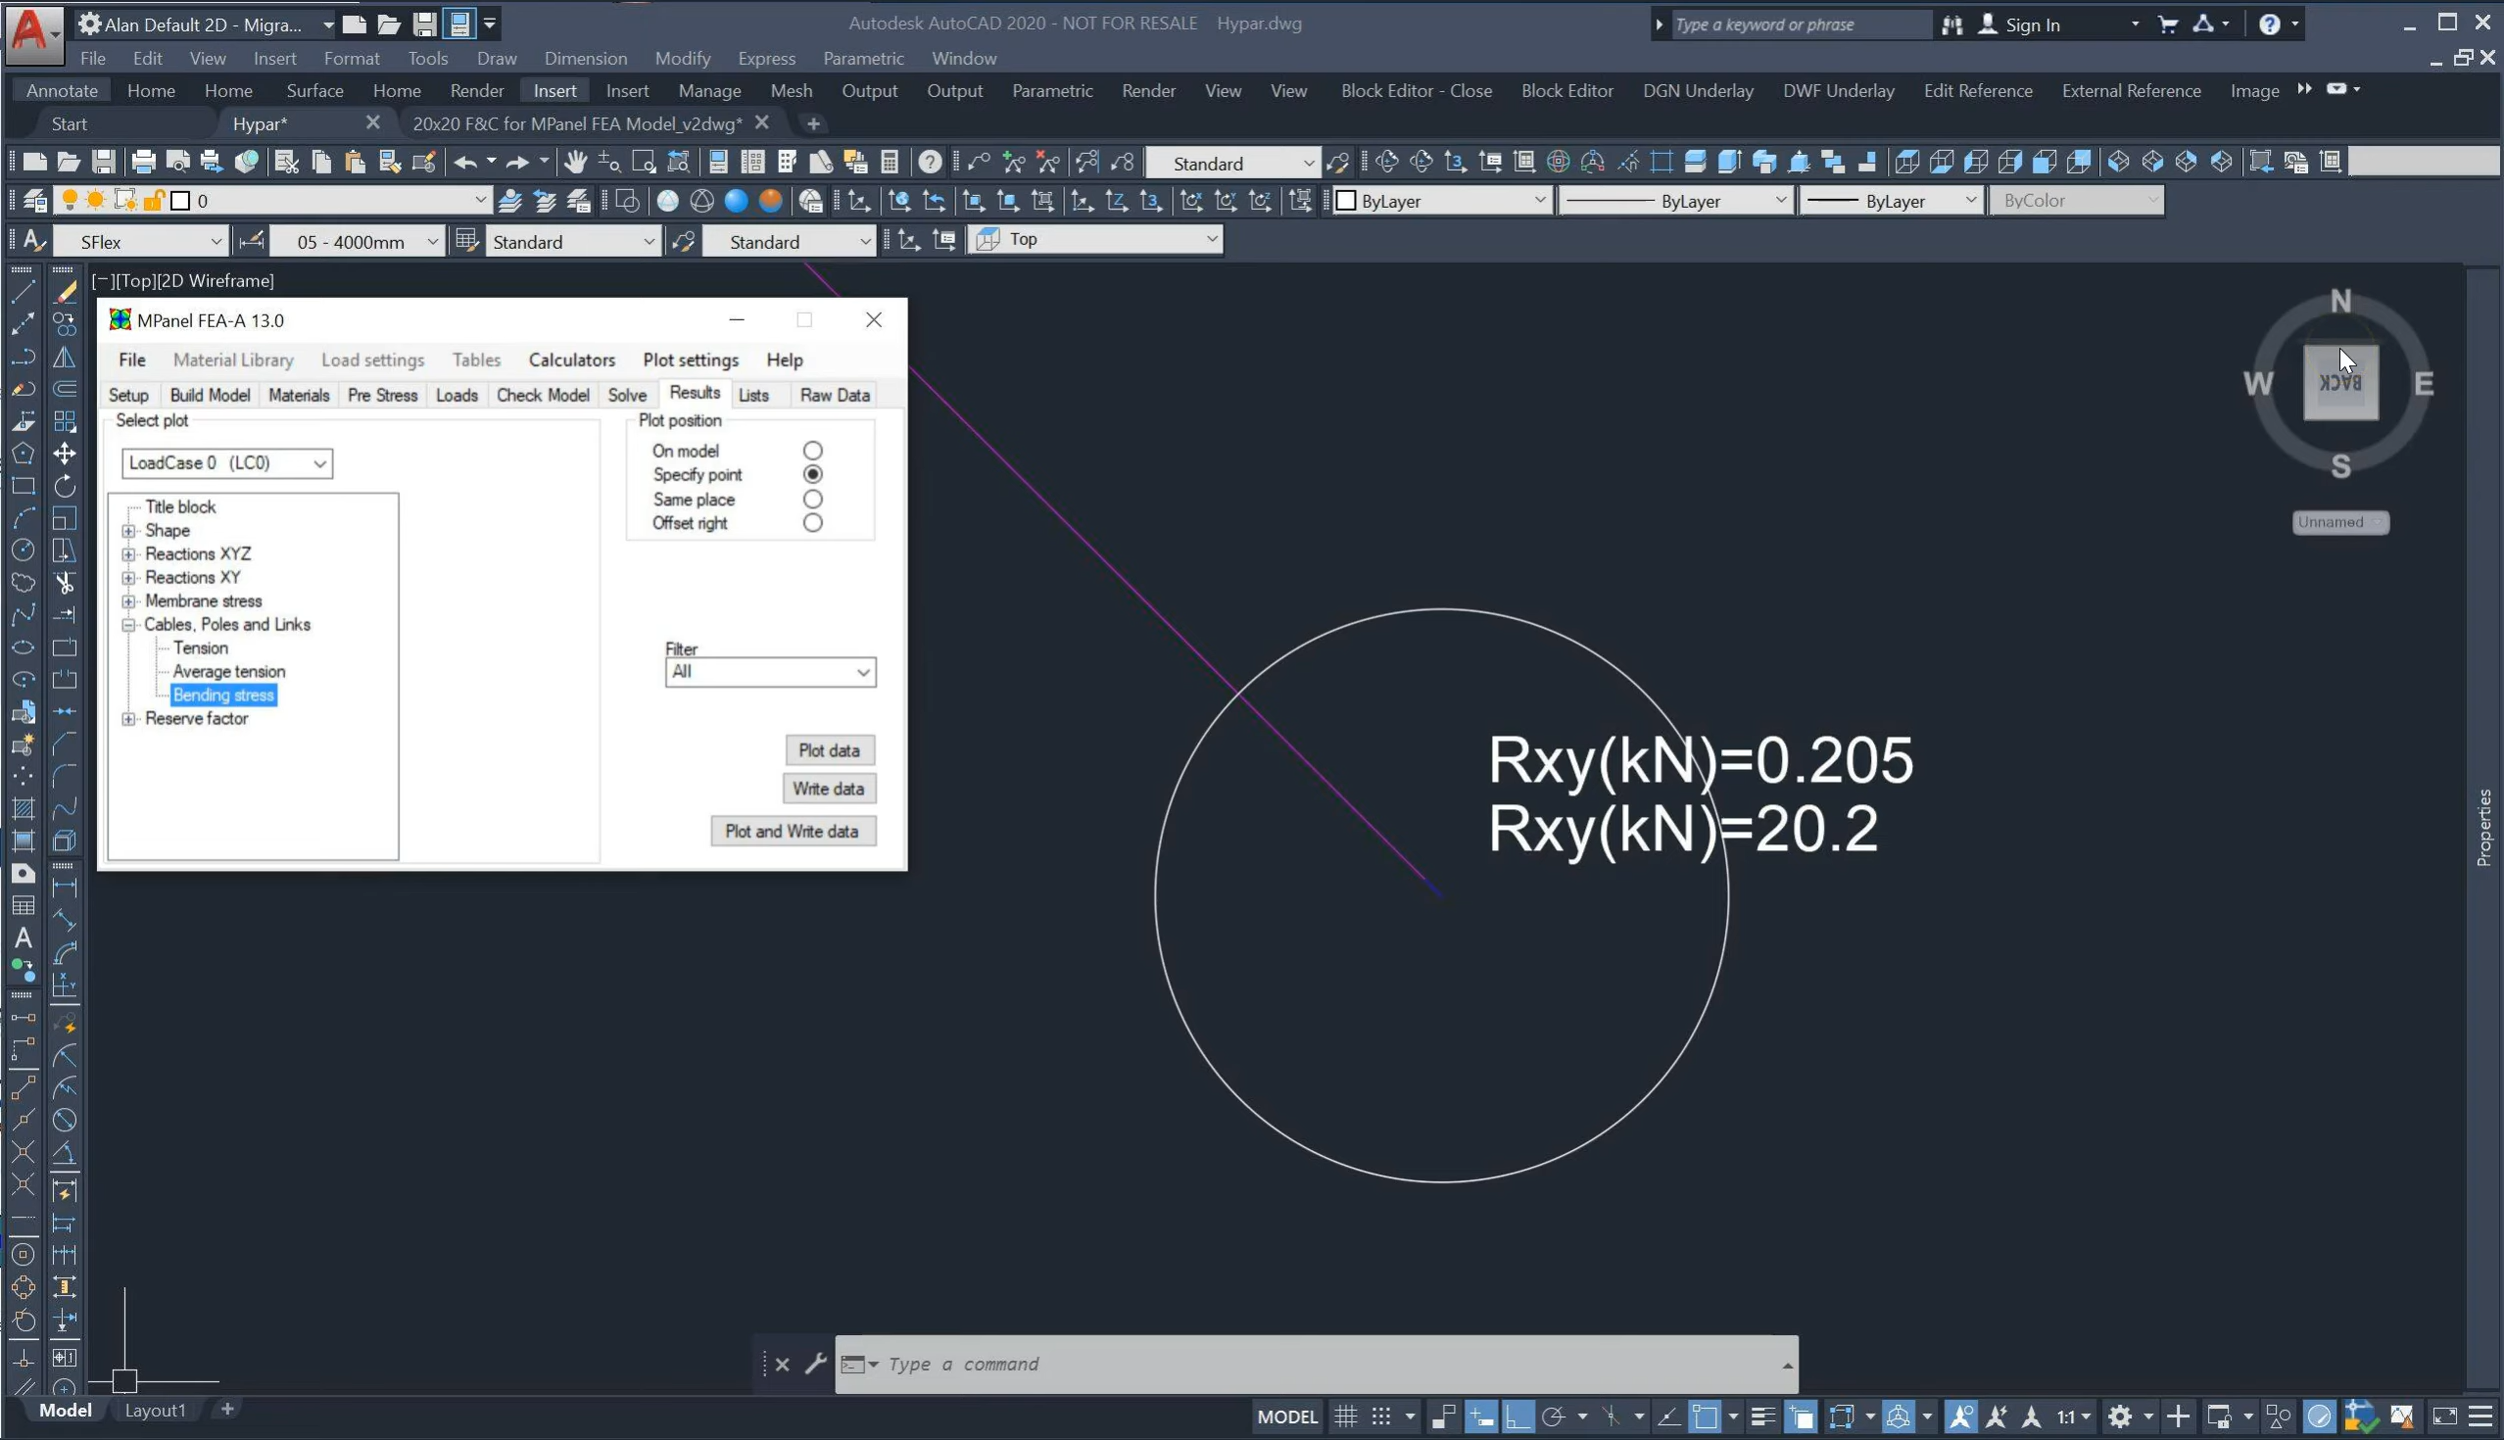 Alan Default 2D - Migra...
Autodesk AutoCAD 2020 - NOT FOR RESALE Hypar.dwg
Type a keyword or phrase
Sign In
File Edit View Insert Format Tools Draw Dimension Modify Express Parametric Window
Annotate Home Home Surface Home Render Insert Insert Manage Mesh Output Output Parametric Render View View Block Editor - Close Block Editor DGN Underlay DWF Underlay Edit Reference External Reference Image
Start Hypar* 20x20 F&C for MPanel FEA Model_v2dwg*
Standard
0 ByLayer ByLayer ByLayer ByColor
SFlex 05 - 4000mm Standard Standard Top
[−][Top][2D Wireframe]
MPanel FEA-A 13.0
File Material Library Load settings Tables Calculators Plot settings Help
Setup Build Model Materials Pre Stress Loads Check Model Solve Results Lists Raw Data
Select plot
LoadCase 0 (LC0)
Title block
Shape
Reactions XYZ
Reactions XY
Membrane stress
Cables, Poles and Links
Tension
Average tension
Bending stress
Reserve factor
Plot position
On model
Specify point
Same place
Offset right
Filter
All
Plot data
Write data
Plot and Write data
Rxy(kN)=0.205
Rxy(kN)=20.2
N
W BACK E
S
Unnamed
Properties
Type a command
Model Layout1
MODEL 1:1